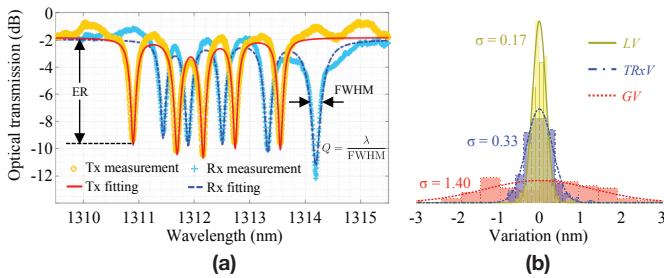 0
-2
-4
-6
-8
-10
-12
Optical transmission (dB)
ER
FWHM
Q = λ/FWHM
Tx measurement
Rx measurement
Tx fitting
Rx fitting
1310 1311 1312 1313 1314 1315
Wavelength (nm)
(a)
σ = 0.17
σ = 0.33
σ = 1.40
LV
TRxV
GV
-3 -2 -1 0 1 2 3
Variation (nm)
(b)